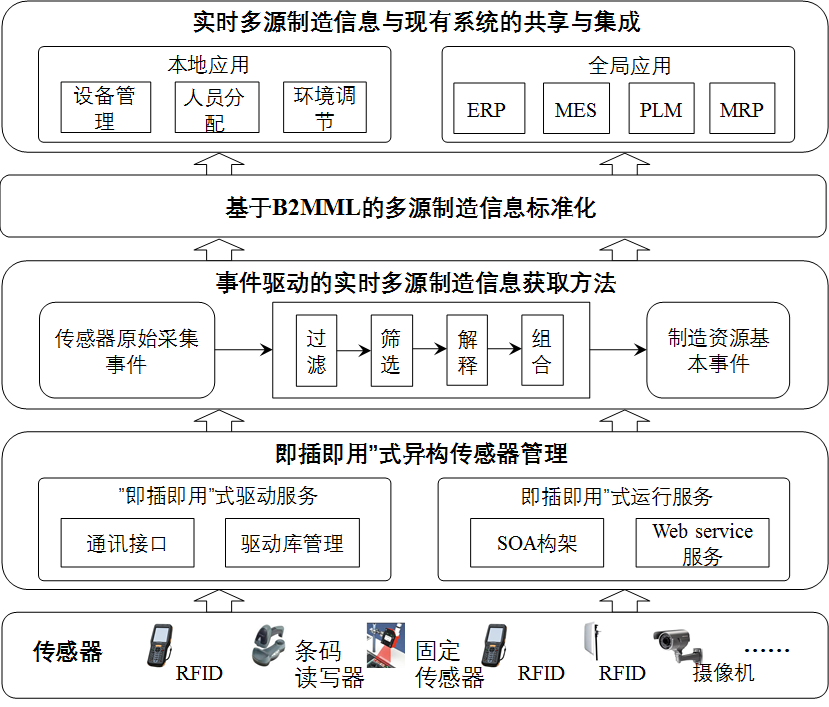 实时多源制造信息与现有系统的共享与集成
本地应用
全局应用
设备管
理
人员分
配
环境调
节
ERP
MES
PLM
MRP
基于B2MML的多源制造信息标准化
事件驱动的实时多源制造信息获取方法
传感器原始采集
事件
过
滤
筛
选
解
释
组
合
制造资源基
本事件
即插即用”式异构传感器管理
”即插即用”式驱动服务
即插即用”式运行服务
通讯接口
驱动库管理
SOA构架
Web service
服务
传感器
RFID
条码
读写器
固定
传感器
RFID
RFID
摄像机
……